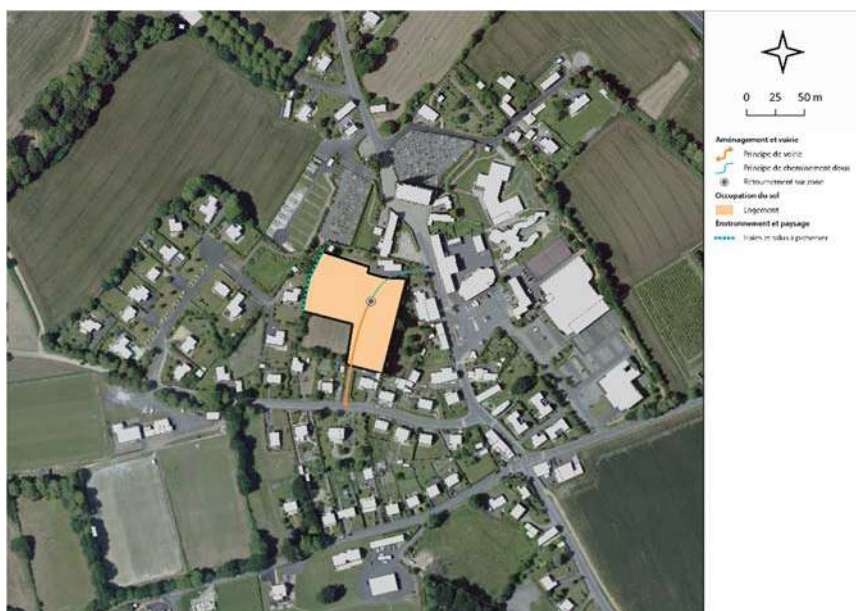 0 25 50 m
Aménagement et voirie
Principe de voirie
Principe de cheminement doux
Retournement sur zone
Occupation du sol
Logement
Environnement et paysage
Haies et talus à préserver